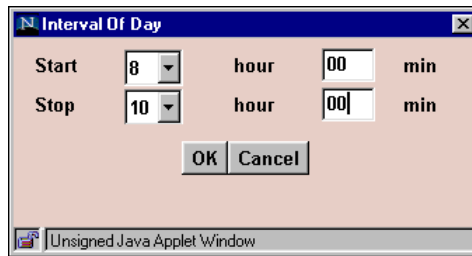 N Interval Of Day
Start 8 hour 00 min
Stop 10 hour 00 min
OK Cancel
Unsigned Java Applet Window